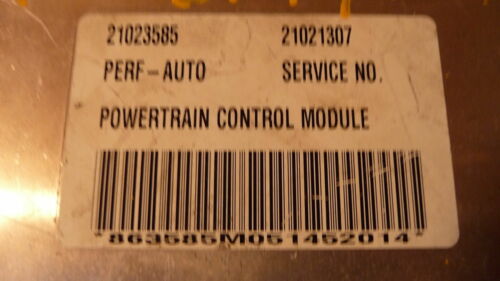 21023585 21021307
PERF-AUTO SERVICE NO.
POWERTRAIN CONTROL MODULE
*863585M051452014*